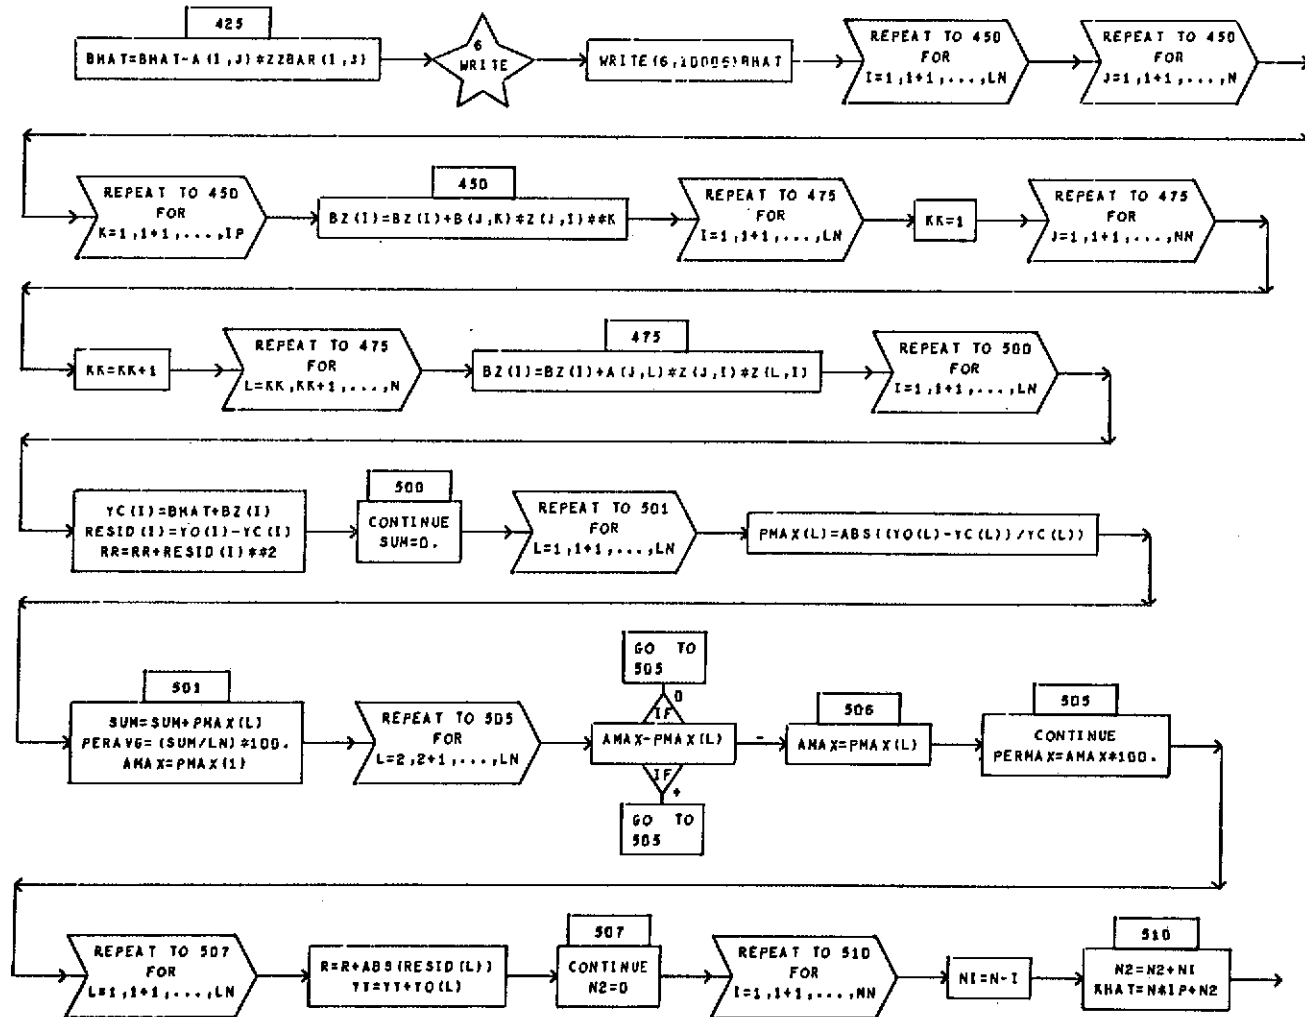 425
BHAT=BHAT-A(I,J)*ZZBAR(I,J)
6
WRITE
WRITE(6,10005)BHAT
REPEAT TO 450
FOR
I=1,1+1,...,LN
REPEAT TO 450
FOR
J=1,1+1,...,N
REPEAT TO 450
FOR
K=1,1+1,...,IP
450
BZ(I)=BZ(I)+B(J,K)*Z(J,I)**K
REPEAT TO 475
FOR
I=1,1+1,...,LN
KK=1
REPEAT TO 475
FOR
J=1,1+1,...,NN
KK=KK+1
REPEAT TO 475
FOR
L=KK,KK+1,...,N
475
BZ(I)=BZ(I)+A(J,L)*Z(J,I)*Z(L,I)
REPEAT TO 500
FOR
I=1,1+1,...,LN
YC(I)=BHAT+BZ(I)
RESID(I)=YO(I)-YC(I)
RR=RR+RESID(I)**2
500
CONTINUE
SUM=0.
REPEAT TO 501
FOR
L=1,1+1,...,LN
PMAX(L)=ABS((YO(L)-YC(L))/YC(L))
501
SUM=SUM+PMAX(L)
PERAVG=(SUM/LN)*100.
AMAX=PMAX(1)
REPEAT TO 505
FOR
L=2,2+1,...,LN
GO TO
505
0
IF
AMAX-PMAX(L)
-
IF
+
GO TO
505
506
AMAX=PMAX(L)
505
CONTINUE
PERMAX=AMAX*100.
REPEAT TO 507
FOR
L=1,1+1,...,LN
R=R+ABS(RESID(L))
YY=YY+YO(L)
507
CONTINUE
N2=0
REPEAT TO 510
FOR
I=1,1+1,...,NN
NI=N-I
510
N2=N2+NI
KHAT=N*IP+N2